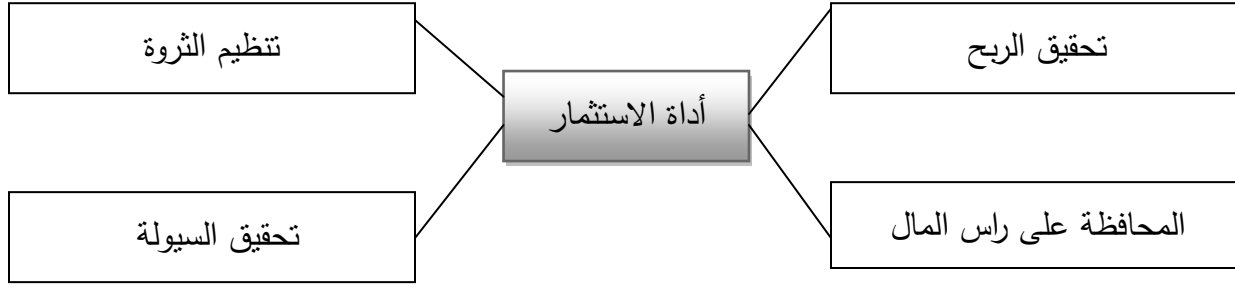 تحقيق الربح
تنظيم الثروة
أداة الاستثمار
المحافظة على راس المال
تحقيق السيولة